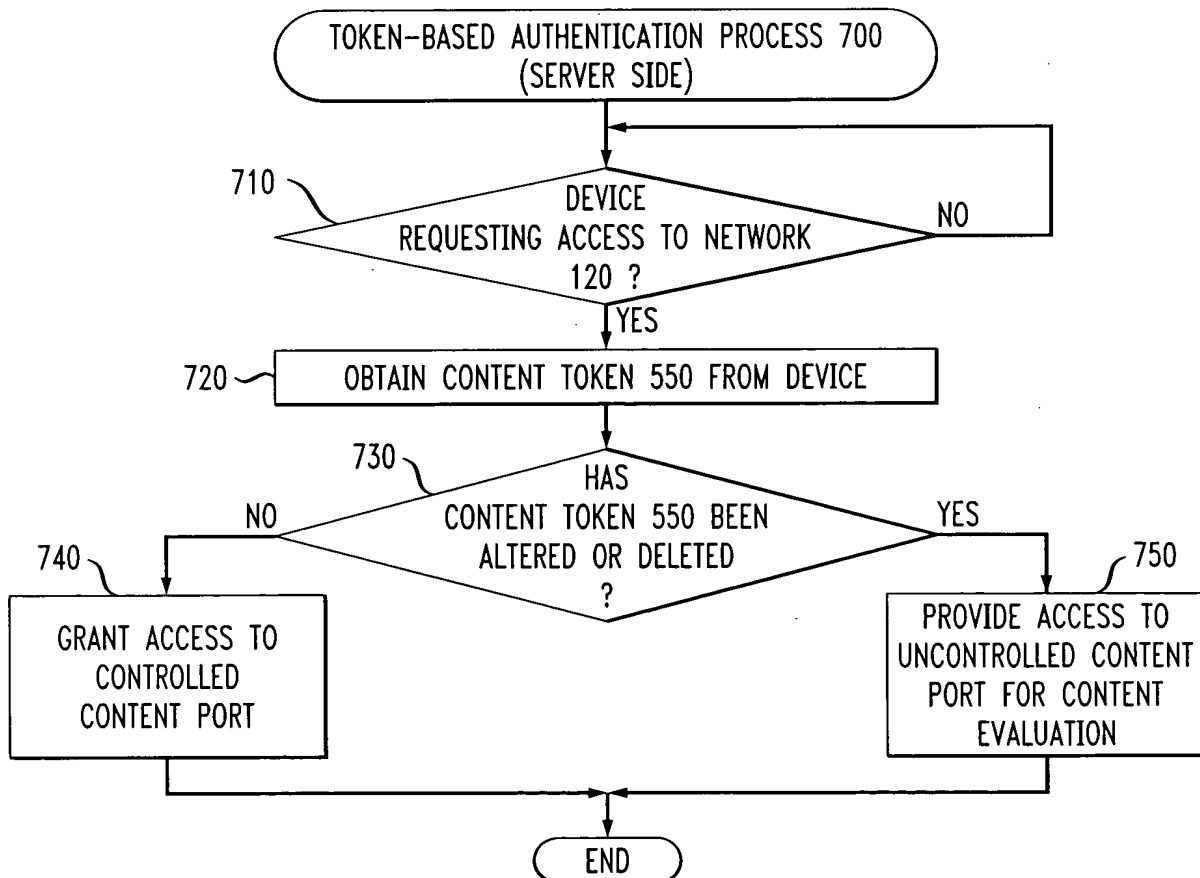 TOKEN-BASED AUTHENTICATION PROCESS 700
(SERVER SIDE)
710
DEVICE
REQUESTING ACCESS TO NETWORK
120 ?
NO
YES
720
OBTAIN CONTENT TOKEN 550 FROM DEVICE
730
HAS
CONTENT TOKEN 550 BEEN
ALTERED OR DELETED
?
NO
YES
740
GRANT ACCESS TO
CONTROLLED
CONTENT PORT
750
PROVIDE ACCESS TO
UNCONTROLLED CONTENT
PORT FOR CONTENT
EVALUATION
END